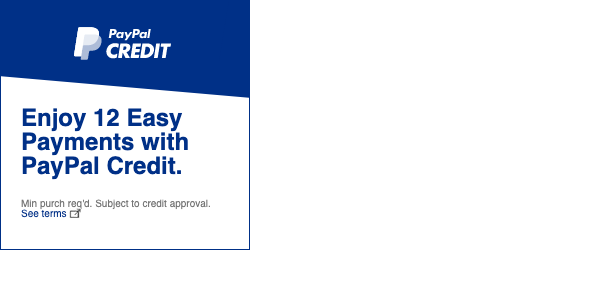 PayPal
CREDIT
Enjoy 12 Easy
Payments with
PayPal Credit.
Min purch req'd. Subject to credit approval.
See terms